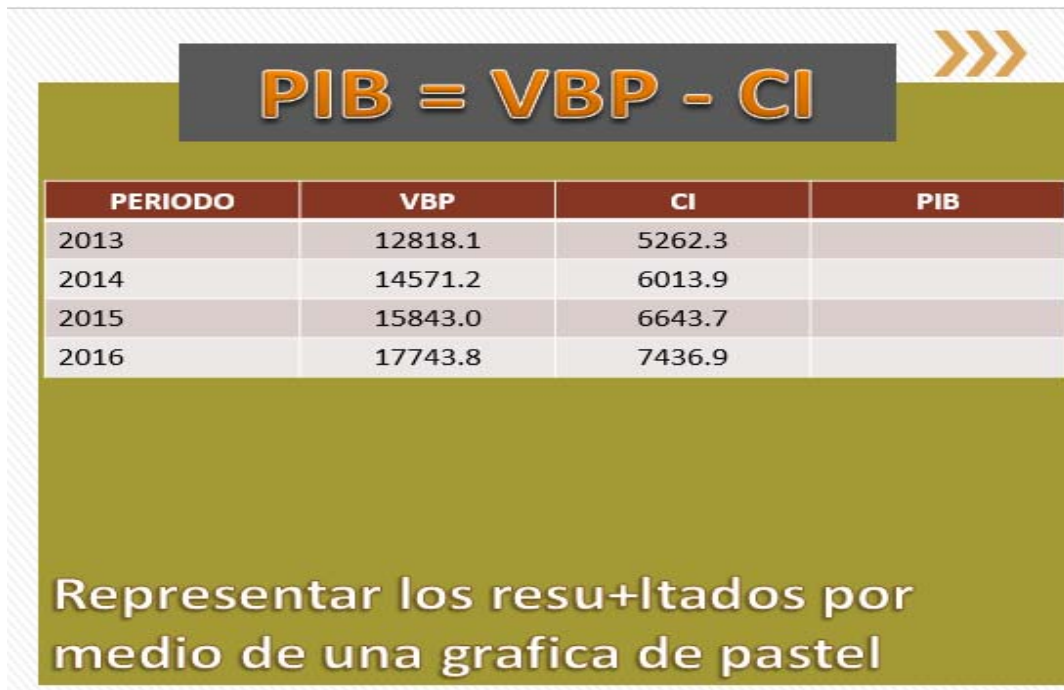 PIB = VBP - CI
PERIODO VBP CI PIB
2013 12818.1 5262.3
2014 14571.2 6013.9
2015 15843.0 6643.7
2016 17743.8 7436.9
Representar los resu+ltados por
medio de una grafica de pastel